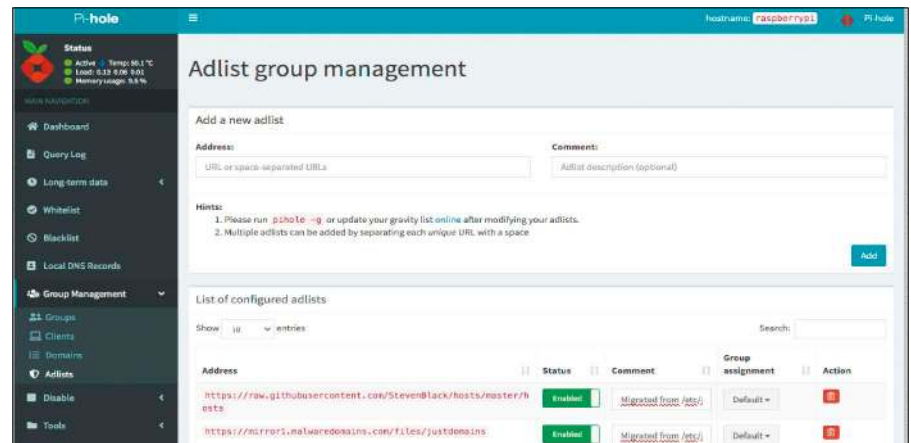 Pi-hole
hostname: raspberrypi
Pi-hole
Status
Active Temp: 50.1 °C
Load: 0.13 0.06 0.01
Memory usage: 9.6 %
MAIN NAVIGATION
Dashboard
Query Log
Long-term data
Whitelist
Blacklist
Local DNS Records
Group Management
Groups
Clients
Domains
Adlists
Disable
Tools
Adlist group management
Add a new adlist
Address:
Comment:
URL or space-separated URLs
Adlist description (optional)
Hints:
1. Please run pihole -g or update your gravity list online after modifying your adlists.
2. Multiple adlists can be added by separating each unique URL with a space
Add
List of configured adlists
Show 10 entries
Search:
Address
Status
Comment
Group
assignment
Action
https://raw.githubusercontent.com/StevenBlack/hosts/master/h
osts
Enabled
Migrated from /etc/
Default
https://mirror1.malwaredomains.com/files/justdomains
Enabled
Migrated from /etc/
Default